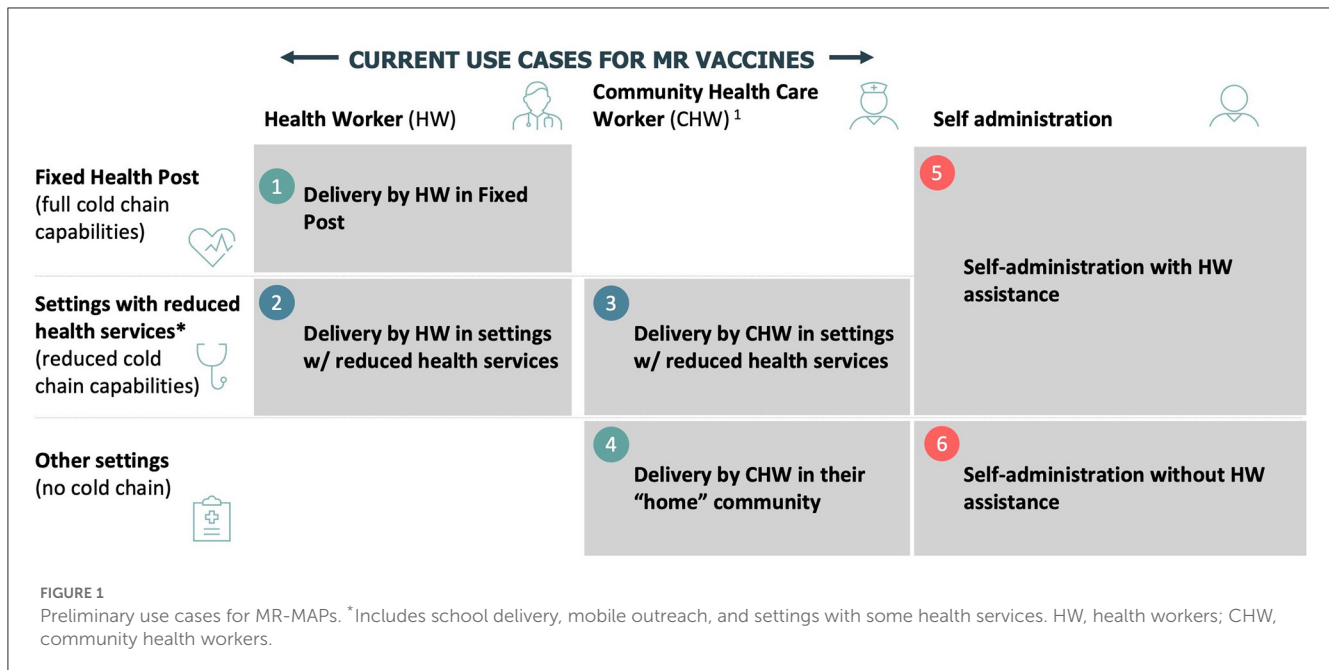 CURRENT USE CASES FOR MR VACCINES
Health Worker (HW)
Community Health Care
Worker (CHW) 1
Self administration
Fixed Health Post
(full cold chain
capabilities)
1
Delivery by HW in Fixed
Post
5
Self-administration with HW
assistance
Settings with reduced
health services*
(reduced cold
chain capabilities)
2
Delivery by HW in settings
w/ reduced health services
3
Delivery by CHW in settings
w/ reduced health services
Other settings
(no cold chain)
4
Delivery by CHW in their
“home” community
6
Self-administration without HW
assistance
FIGURE 1
Preliminary use cases for MR-MAPs. *Includes school delivery, mobile outreach, and settings with some health services. HW, health workers; CHW,
community health workers.